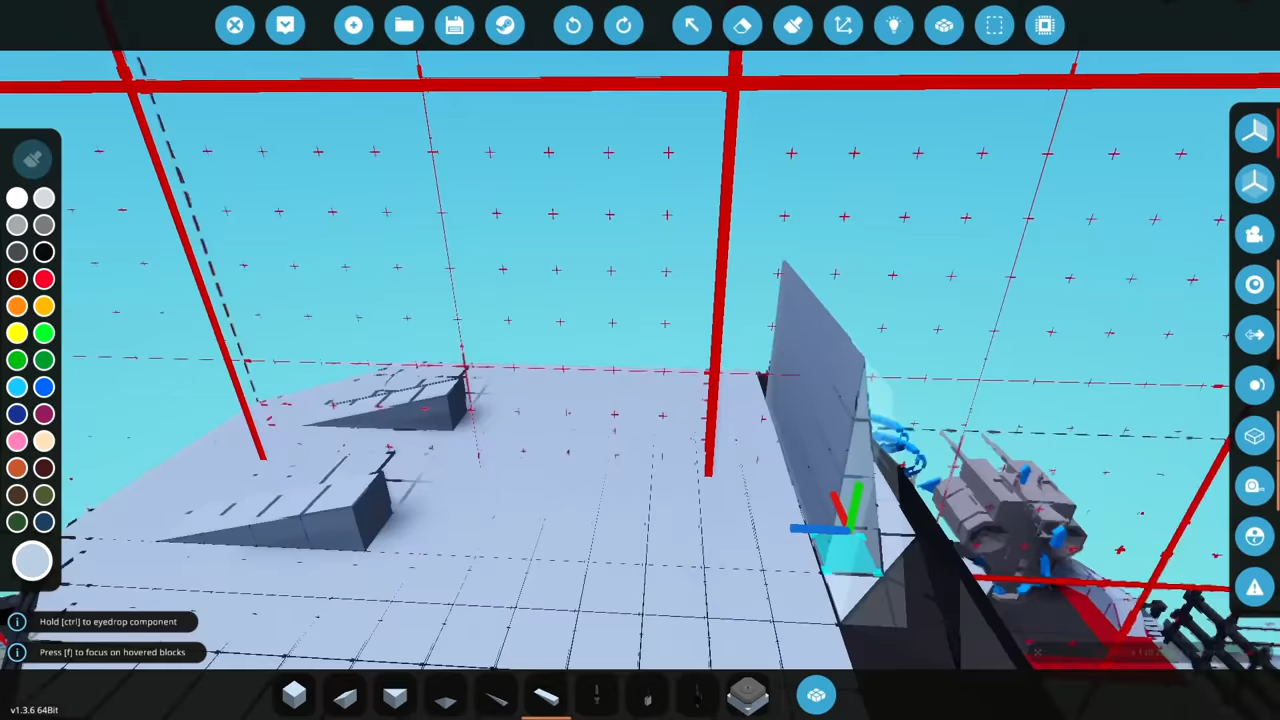 Hold [ctrl] to eyedrop component
Press [f] to focus on hovered blocks
v1.3.6 64Bit